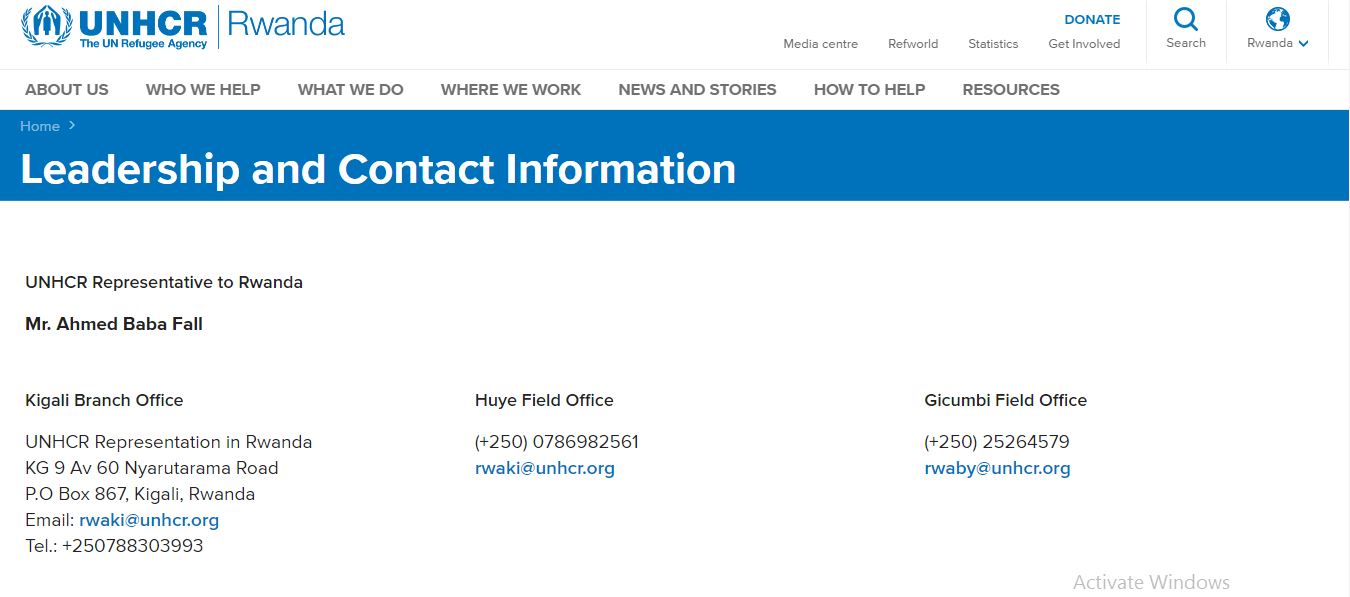 UNHCR
The UN Refugee Agency
Rwanda
DONATE
Media centre Refworld Statistics Get Involved
Search
Rwanda
ABOUT US WHO WE HELP WHAT WE DO WHERE WE WORK NEWS AND STORIES HOW TO HELP RESOURCES
Home
Leadership and Contact Information
UNHCR Representative to Rwanda
Mr. Ahmed Baba Fall
Kigali Branch Office
UNHCR Representation in Rwanda
KG 9 Av 60 Nyarutarama Road
P.O Box 867, Kigali, Rwanda
Email: rwaki@unhcr.org
Tel.: +250788303993
Huye Field Office
(+250) 0786982561
rwaki@unhcr.org
Gicumbi Field Office
(+250) 25264579
rwaby@unhcr.org
Activate Windows